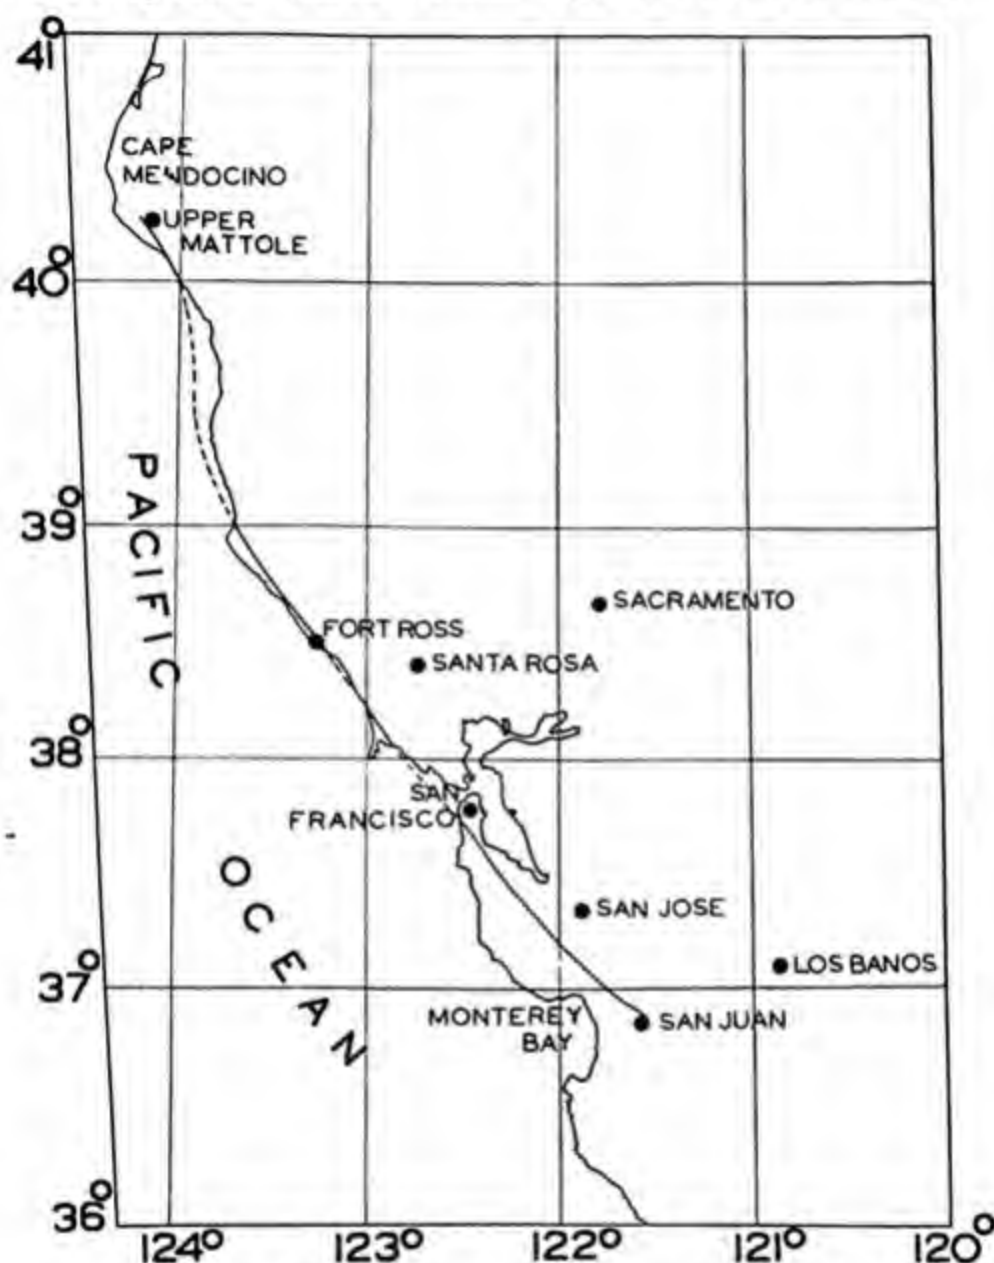 41°
CAPE
MENDOCINO
UPPER
MATTOLE
40°
PACIFIC
39°
SACRAMENTO
FORT ROSS
SANTA ROSA
38°
SAN
FRANCISCO
OCEAN
SAN JOSE
LOS BANOS
37°
MONTEREY
BAY
SAN JUAN
36°
124° 123° 122° 121° 120°